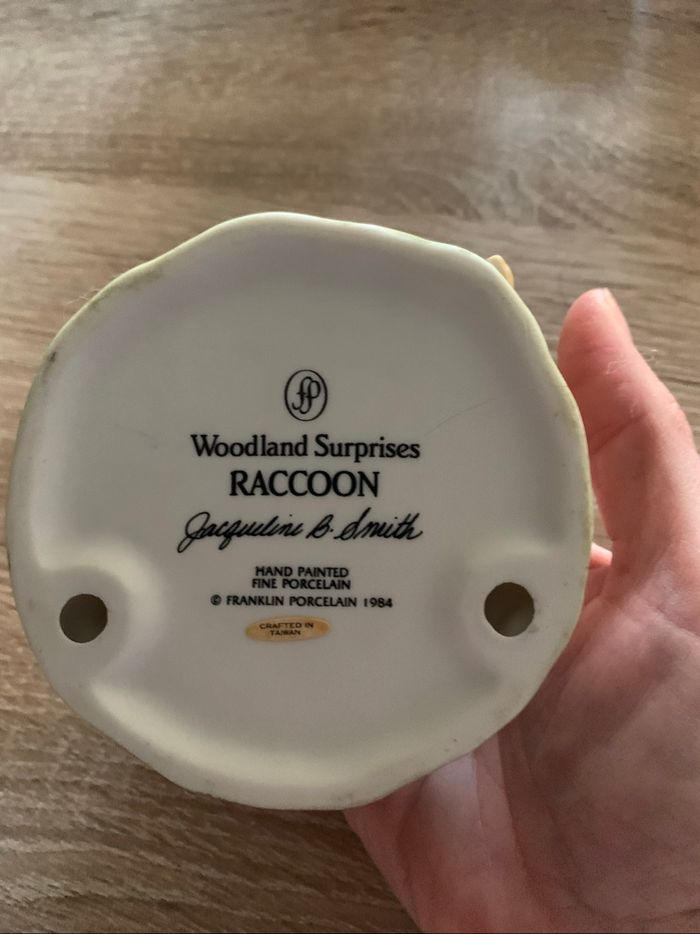 fp
Woodland Surprises
RACCOON
Jacqueline B. Smith
HAND PAINTED
FINE PORCELAIN
© FRANKLIN PORCELAIN 1984
CRAFTED IN
TAIWAN